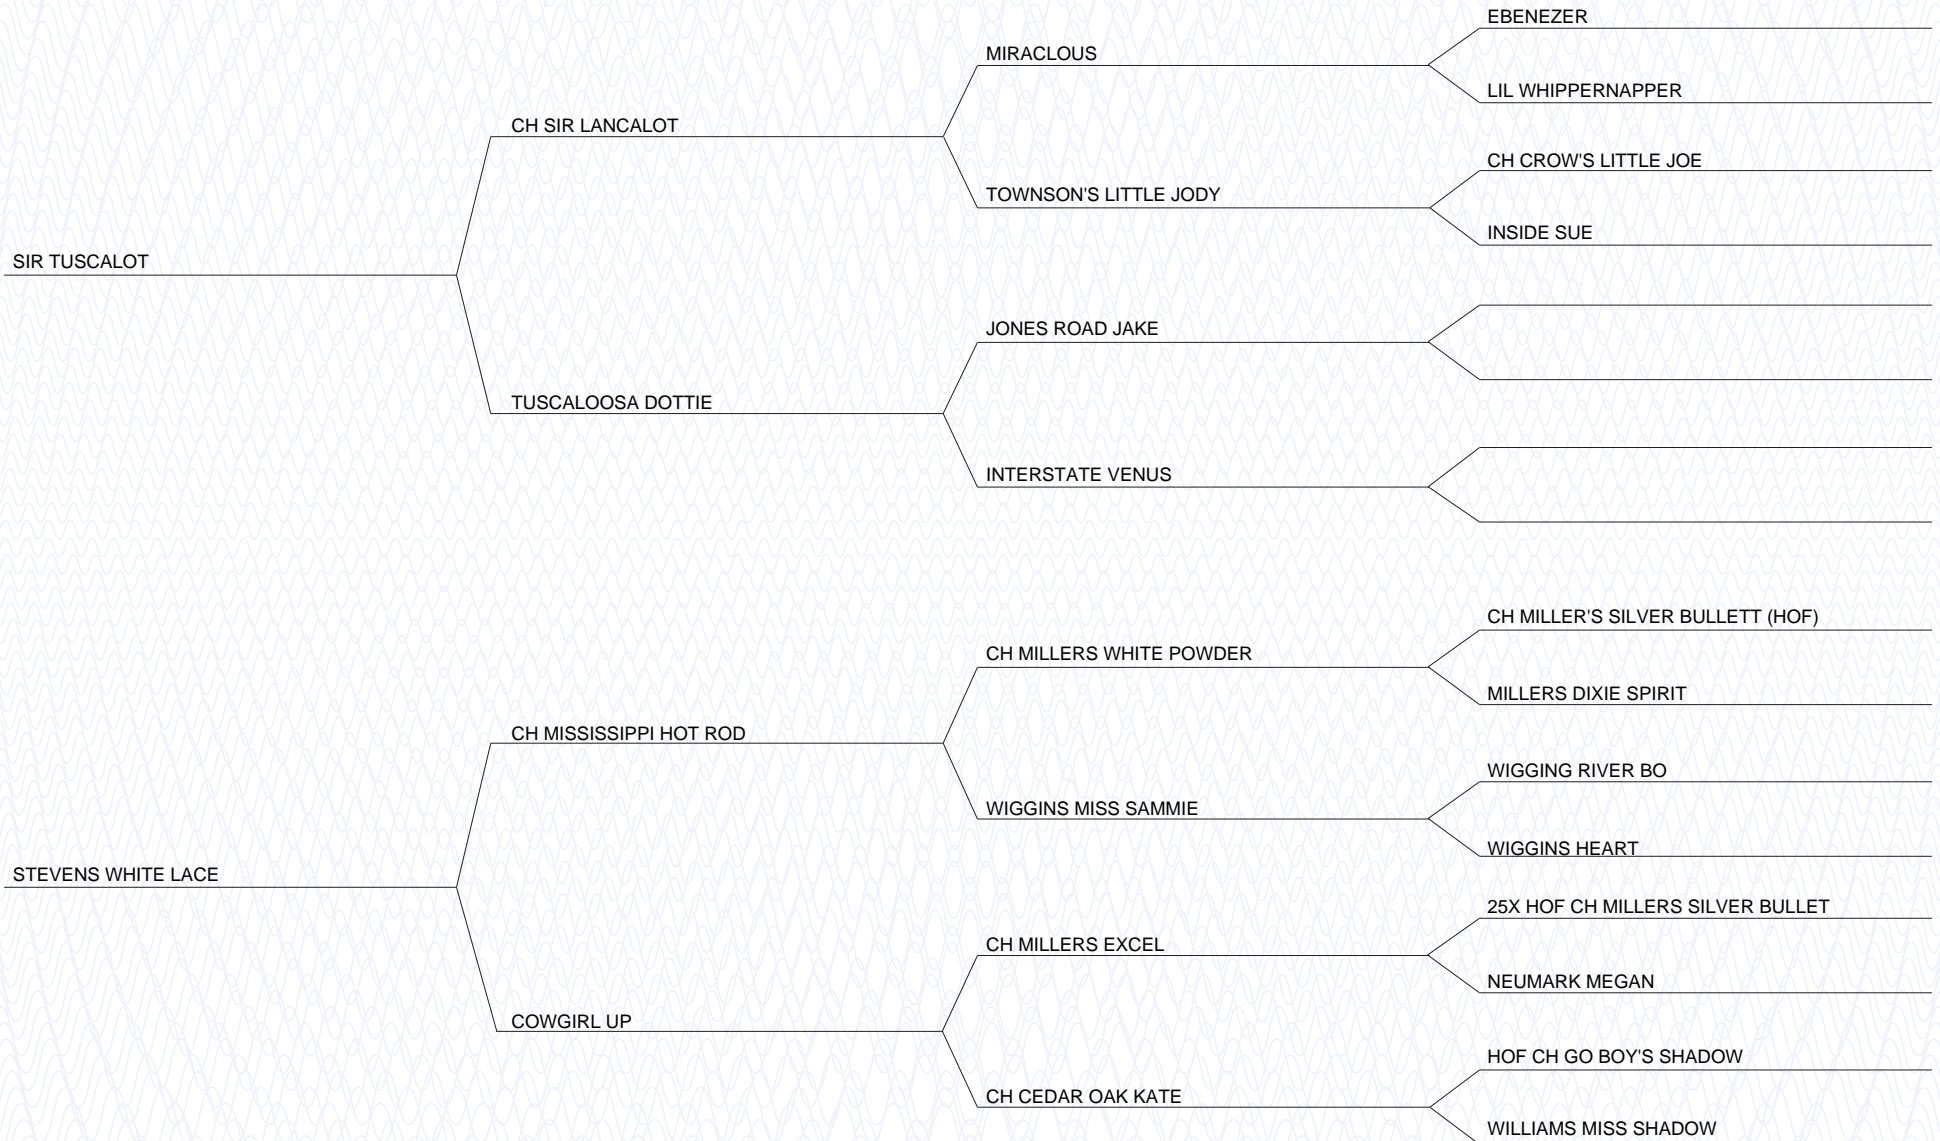 EBENEZER
MIRACLOUS
LIL WHIPPERNAPPER
CH SIR LANCALOT
CH CROW'S LITTLE JOE
TOWNSON'S LITTLE JODY
INSIDE SUE
SIR TUSCALOT
JONES ROAD JAKE
TUSCALOOSA DOTTIE
INTERSTATE VENUS
CH MILLER'S SILVER BULLETT (HOF)
CH MILLERS WHITE POWDER
MILLERS DIXIE SPIRIT
CH MISSISSIPPI HOT ROD
WIGGING RIVER BO
WIGGINS MISS SAMMIE
WIGGINS HEART
STEVENS WHITE LACE
25X HOF CH MILLERS SILVER BULLET
CH MILLERS EXCEL
NEUMARK MEGAN
COWGIRL UP
HOF CH GO BOY'S SHADOW
CH CEDAR OAK KATE
WILLIAMS MISS SHADOW